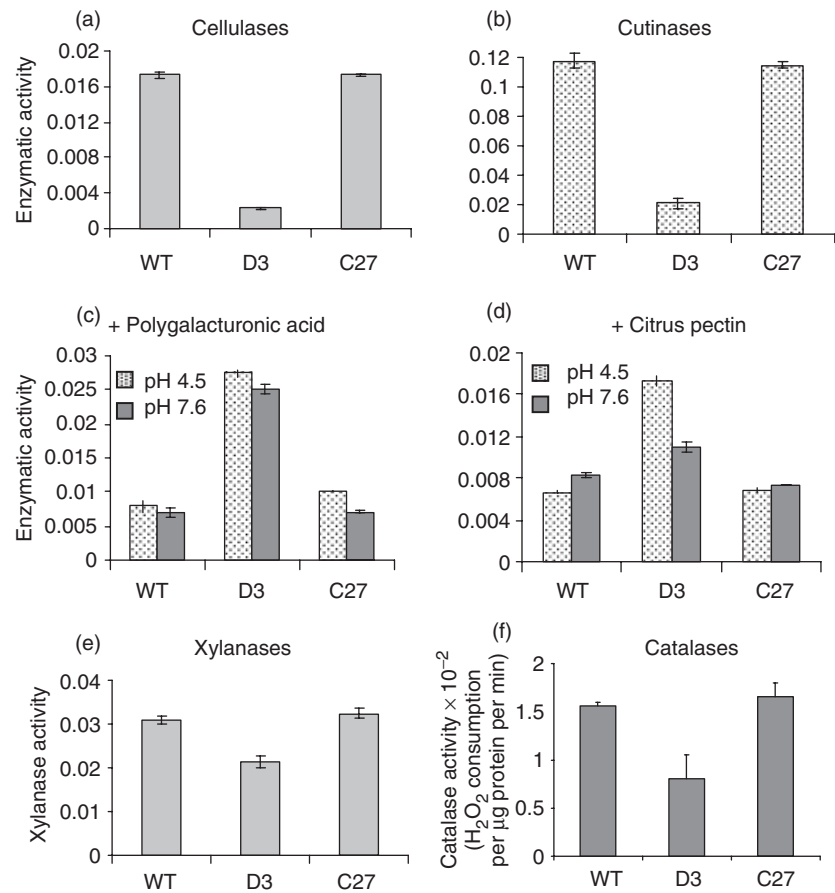 (a)
Cellulases
Enzymatic activity
0.02
0.016
0.012
0.008
0.004
0
WT D3 C27
(b)
Cutinases
0.12
0.1
0.08
0.06
0.04
0.02
0
WT D3 C27
(c)
+ Polygalacturonic acid
Enzymatic activity
0.03
0.025
0.02
0.015
0.01
0.005
0
pH 4.5
pH 7.6
WT D3 C27
(d)
+ Citrus pectin
0.02
0.016
0.012
0.008
0.004
0
pH 4.5
pH 7.6
WT D3 C27
(e)
Xylanases
Xylanase activity
0.04
0.03
0.02
0.01
0
WT D3 C27
(f)
Catalases
Catalase activity × 10⁻²
(H₂O₂ consumption
per µg protein per min)
2
1.5
1
0.5
0
WT D3 C27